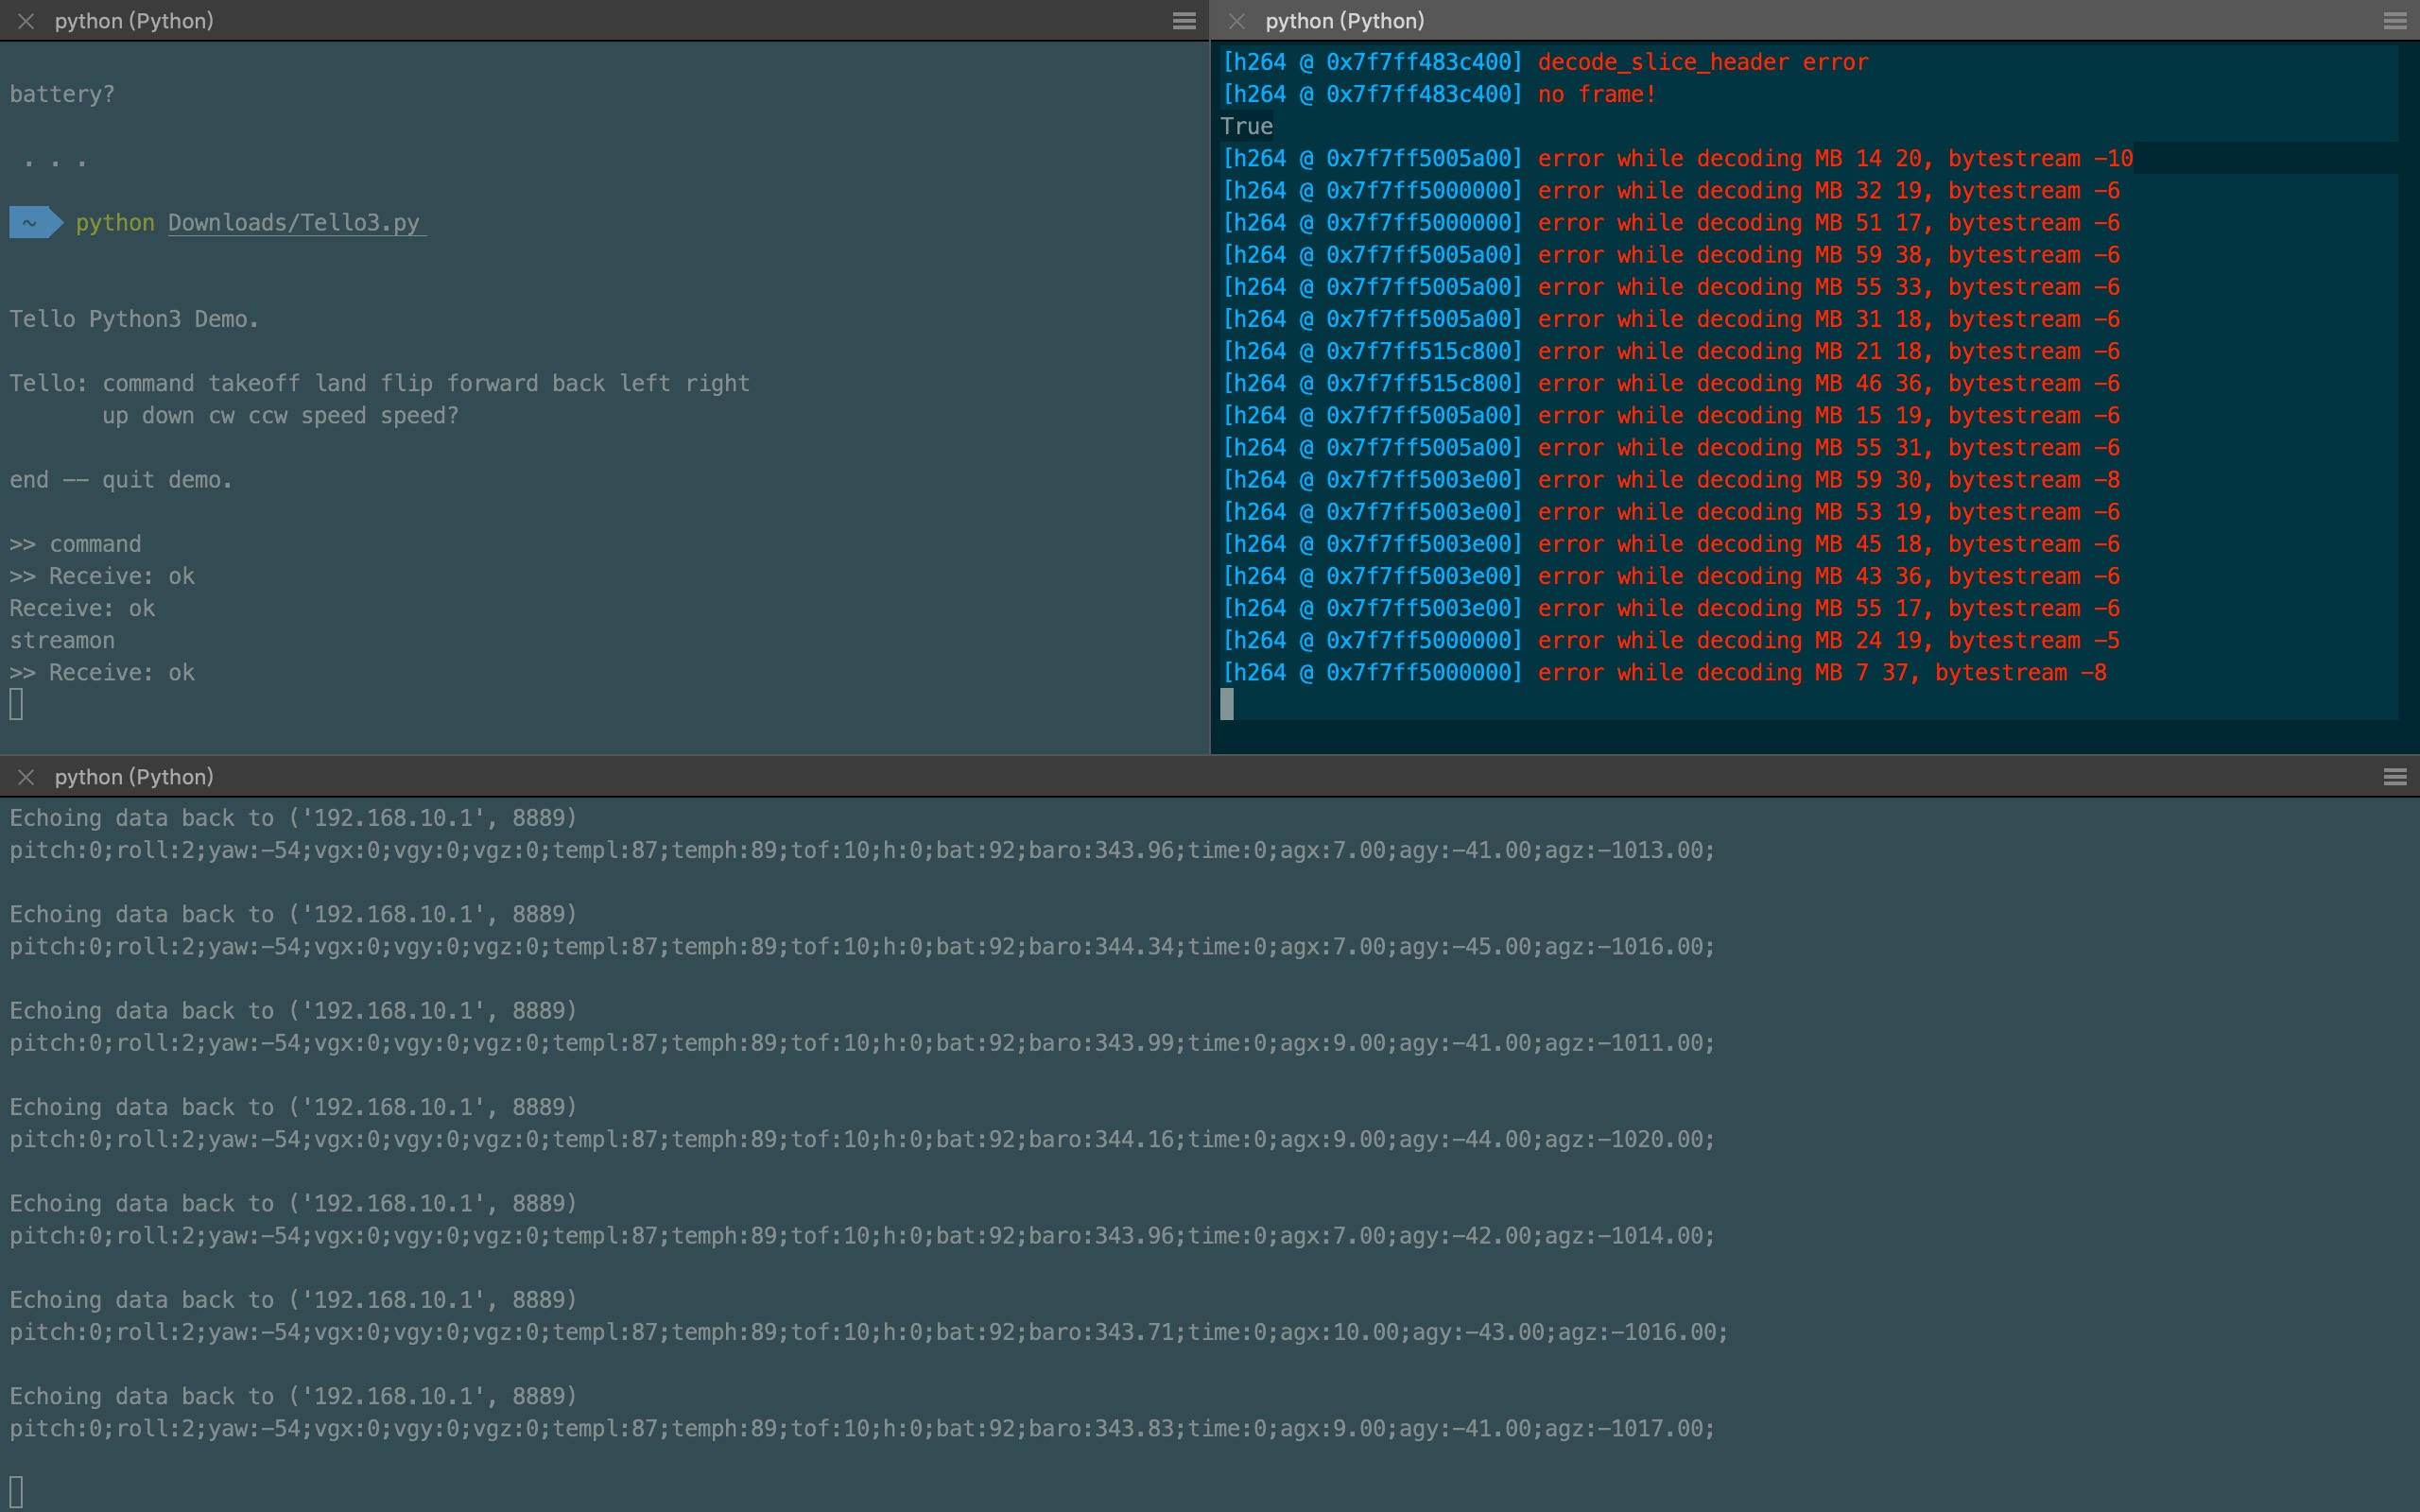 python (Python)
battery?
. . .
~ python Downloads/Tello3.py
Tello Python3 Demo.
Tello: command takeoff land flip forward back left right
up down cw ccw speed speed?
end -- quit demo.
>> command
>> Receive: ok
Receive: ok
streamon
>> Receive: ok
python (Python)
[h264 @ 0x7f7ff483c400] decode_slice_header error
[h264 @ 0x7f7ff483c400] no frame!
True
[h264 @ 0x7f7ff5005a00] error while decoding MB 14 20, bytestream -10
[h264 @ 0x7f7ff5000000] error while decoding MB 32 19, bytestream -6
[h264 @ 0x7f7ff5000000] error while decoding MB 51 17, bytestream -6
[h264 @ 0x7f7ff5005a00] error while decoding MB 59 38, bytestream -6
[h264 @ 0x7f7ff5005a00] error while decoding MB 55 33, bytestream -6
[h264 @ 0x7f7ff5005a00] error while decoding MB 31 18, bytestream -6
[h264 @ 0x7f7ff515c800] error while decoding MB 21 18, bytestream -6
[h264 @ 0x7f7ff515c800] error while decoding MB 46 36, bytestream -6
[h264 @ 0x7f7ff5005a00] error while decoding MB 15 19, bytestream -6
[h264 @ 0x7f7ff5005a00] error while decoding MB 55 31, bytestream -6
[h264 @ 0x7f7ff5003e00] error while decoding MB 59 30, bytestream -8
[h264 @ 0x7f7ff5003e00] error while decoding MB 53 19, bytestream -6
[h264 @ 0x7f7ff5003e00] error while decoding MB 45 18, bytestream -6
[h264 @ 0x7f7ff5003e00] error while decoding MB 43 36, bytestream -6
[h264 @ 0x7f7ff5003e00] error while decoding MB 55 17, bytestream -6
[h264 @ 0x7f7ff5000000] error while decoding MB 24 19, bytestream -5
[h264 @ 0x7f7ff5000000] error while decoding MB 7 37, bytestream -8
python (Python)
Echoing data back to ('192.168.10.1', 8889)
pitch:0;roll:2;yaw:-54;vgx:0;vgy:0;vgz:0;templ:87;temph:89;tof:10;h:0;bat:92;baro:343.96;time:0;agx:7.00;agy:-41.00;agz:-1013.00;
Echoing data back to ('192.168.10.1', 8889)
pitch:0;roll:2;yaw:-54;vgx:0;vgy:0;vgz:0;templ:87;temph:89;tof:10;h:0;bat:92;baro:344.34;time:0;agx:7.00;agy:-45.00;agz:-1016.00;
Echoing data back to ('192.168.10.1', 8889)
pitch:0;roll:2;yaw:-54;vgx:0;vgy:0;vgz:0;templ:87;temph:89;tof:10;h:0;bat:92;baro:343.99;time:0;agx:9.00;agy:-41.00;agz:-1011.00;
Echoing data back to ('192.168.10.1', 8889)
pitch:0;roll:2;yaw:-54;vgx:0;vgy:0;vgz:0;templ:87;temph:89;tof:10;h:0;bat:92;baro:344.16;time:0;agx:9.00;agy:-44.00;agz:-1020.00;
Echoing data back to ('192.168.10.1', 8889)
pitch:0;roll:2;yaw:-54;vgx:0;vgy:0;vgz:0;templ:87;temph:89;tof:10;h:0;bat:92;baro:343.96;time:0;agx:7.00;agy:-42.00;agz:-1014.00;
Echoing data back to ('192.168.10.1', 8889)
pitch:0;roll:2;yaw:-54;vgx:0;vgy:0;vgz:0;templ:87;temph:89;tof:10;h:0;bat:92;baro:343.71;time:0;agx:10.00;agy:-43.00;agz:-1016.00;
Echoing data back to ('192.168.10.1', 8889)
pitch:0;roll:2;yaw:-54;vgx:0;vgy:0;vgz:0;templ:87;temph:89;tof:10;h:0;bat:92;baro:343.83;time:0;agx:9.00;agy:-41.00;agz:-1017.00;